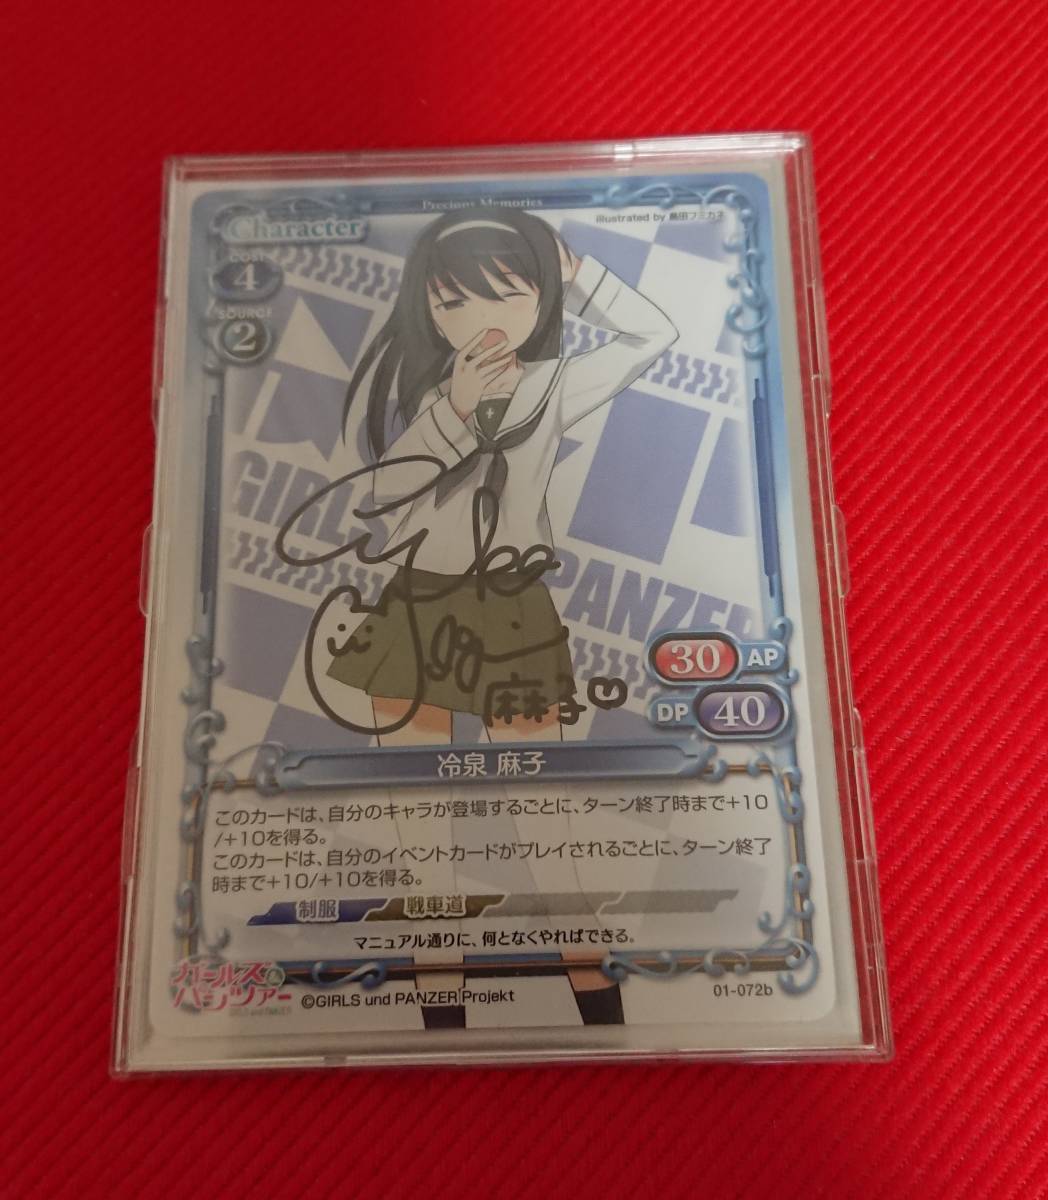 Precious Memories
Character
illustrated by 島田フミカネ
COST
4
SOURCE
2
GIRLS
PANZER
麻子
30 AP
DP 40
冷泉 麻子
このカードは、自分のキャラが登場するごとに、ターン終了時まで+10
/+10を得る。
このカードは、自分のイベントカードがプレイされるごとに、ターン終了
時まで+10/+10を得る。
制服 戦車道
マニュアル通りに、何となくやればできる。
ガールズ&
パンツァー
GIRLS und PANZER
©GIRLS und PANZER Projekt
01-072b